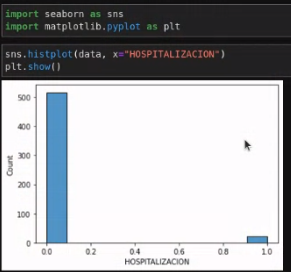 import seaborn as sns
import matplotlib.pyplot as plt
sns.histplot(data, x="HOSPITALIZACION")
plt.show()
500
400
300
200
100
0
Count
0.0 0.2 0.4 0.6 0.8 1.0
HOSPITALIZACION